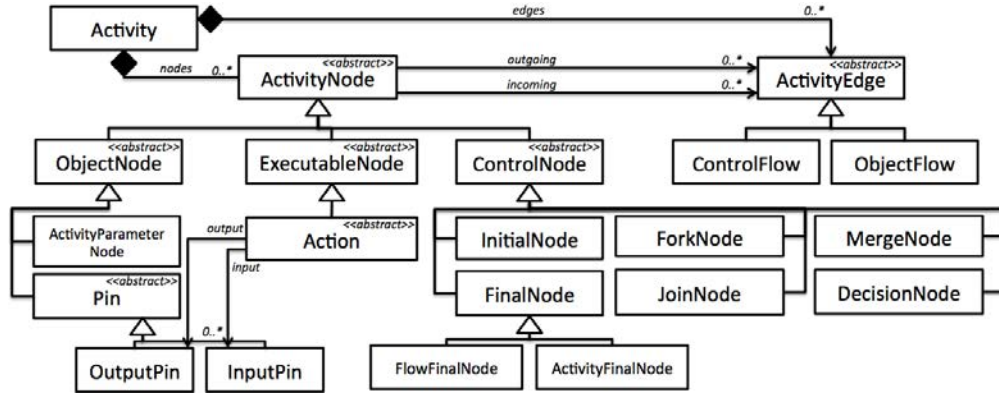 edges
0..*
Activity
nodes
0..*
<<abstract>>
ActivityNode
outgoing
0..*
incoming
0..*
<<abstract>>
ActivityEdge
<<abstract>>
ObjectNode
<<abstract>>
ExecutableNode
<<abstract>>
ControlNode
ControlFlow
ObjectFlow
ActivityParameter
Node
output
<<abstract>>
Action
input
InitialNode
ForkNode
MergeNode
<<abstract>>
Pin
FinalNode
JoinNode
DecisionNode
0..*
OutputPin
InputPin
FlowFinalNode
ActivityFinalNode